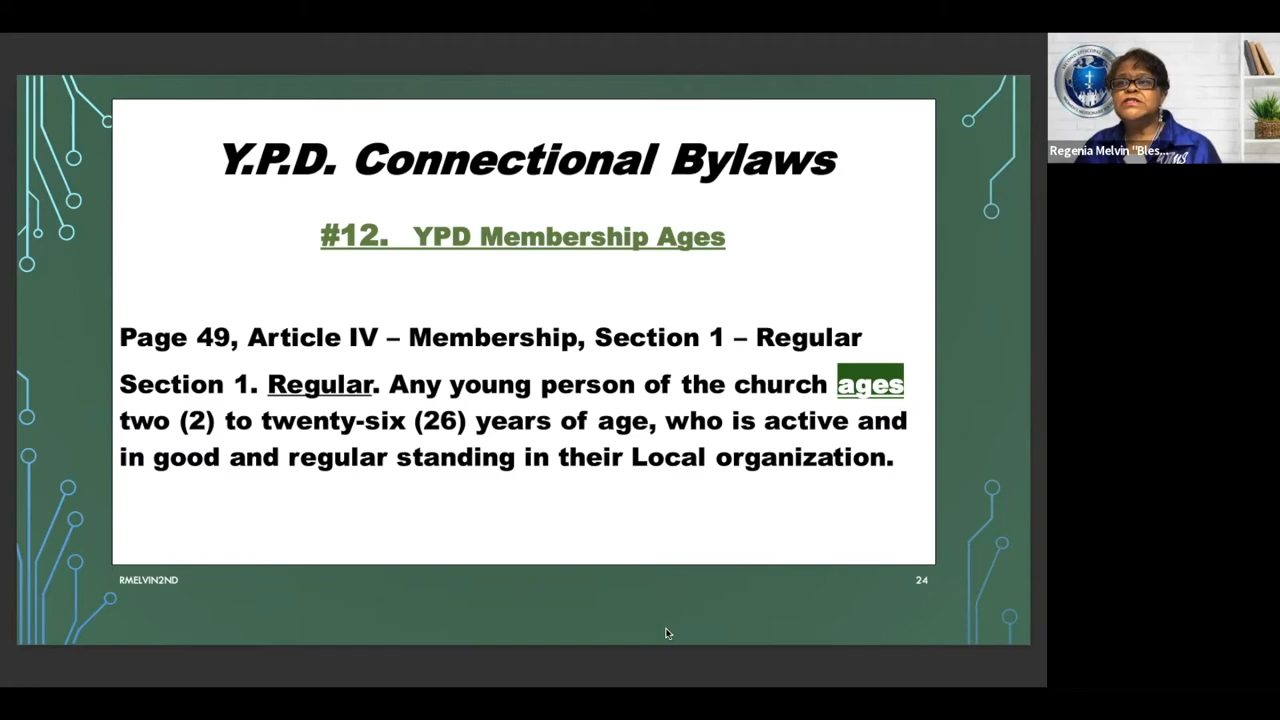 Y.P.D. Connectional Bylaws
#12. YPD Membership Ages
Page 49, Article IV – Membership, Section 1 – Regular
Section 1. Regular. Any young person of the church ages
two (2) to twenty-six (26) years of age, who is active and
in good and regular standing in their Local organization.
RMELVIN2ND
24
Regenia Melvin "Bles...